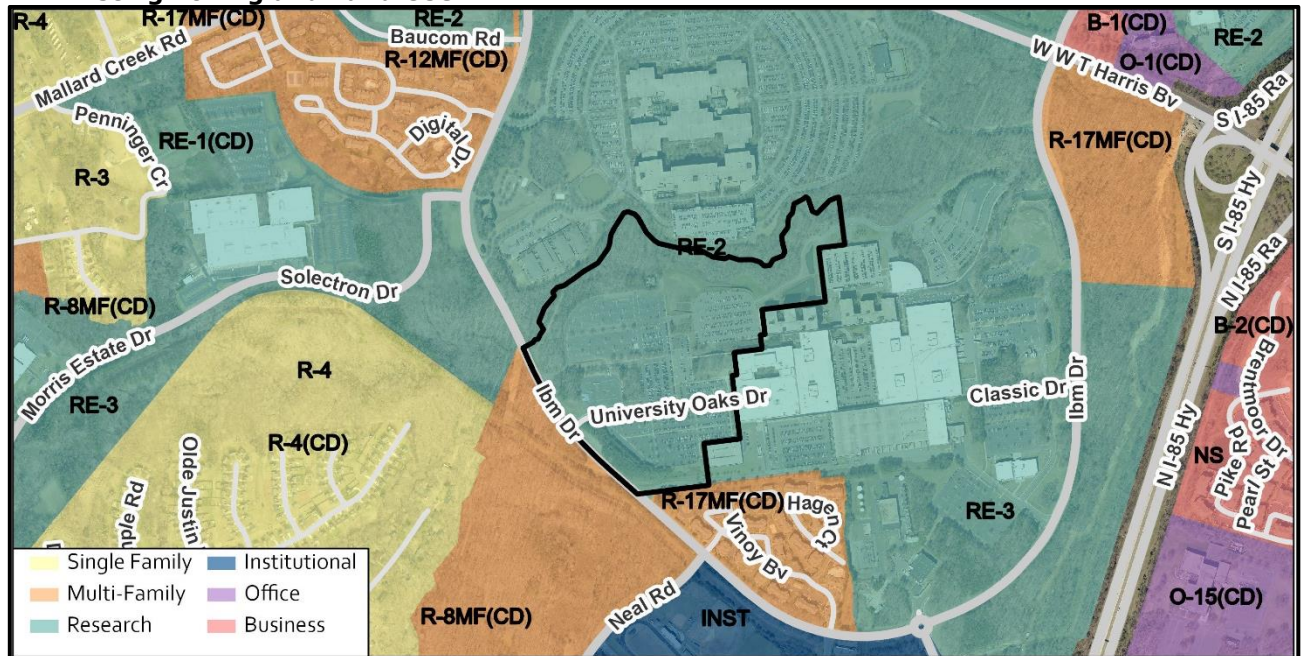 R-4
R-17MF(CD)
RE-2
Baucom Rd
Mallard Creek Rd
R-12MF(CD)
B-1(CD)
RE-2
O-1(CD)
W W T Harris Bv
S I-85 Ra
Penninger Cr
RE-1(CD)
Digital Dr
R-17MF(CD)
R-3
S I-85 Hy
N I-85 Ra
RE-2
Solectron Dr
R-8MF(CD)
B-2(CD)
Morris Estate Dr
R-4
Brentmoor Dr
RE-3
Ibm Dr
University Oaks Dr
Classic Dr
Ibm Dr
R-4(CD)
Olde Justin
N I-85 Hy
NS
Pike Rd
Pearl St
R-17MF(CD)
Hagen Ct
RE-3
Vinoy Bv
Single Family
Institutional
Multi-Family
Office
Research
Business
R-8MF(CD)
Neal Rd
INST
O-15(CD)